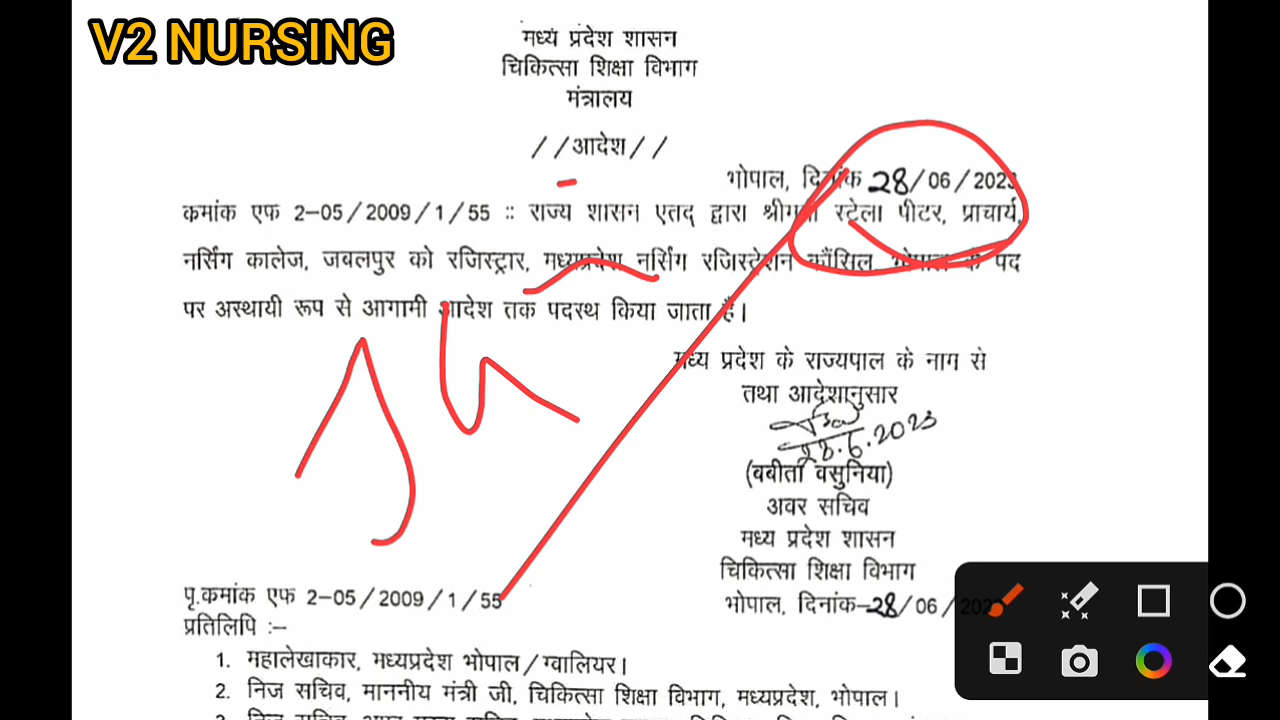 V2 NURSING
मध्य प्रदेश शासन
चिकित्सा शिक्षा विभाग
मंत्रालय
//आदेश//
भोपाल, दिनांक 28/06/2023
कमांक एफ 2-05/2009/1/55 :: राज्य शासन एतद् द्वारा श्रीमती स्टेला पीटर, प्राचार्य,
नर्सिंग कालेज, जबलपुर को रजिस्ट्रार, मध्यप्रदेश नर्सिंग रजिस्ट्रेशन कौंसिल, भोपाल के पद
पर अस्थायी रूप से आगामी आदेश तक पदस्थ किया जाता है।
मध्य प्रदेश के राज्यपाल के नाम से
तथा आदेशानुसार
28.6.2023
(बबीता वसुनिया)
अवर सचिव
मध्य प्रदेश शासन
चिकित्सा शिक्षा विभाग
पृ.कमांक एफ 2-05/2009/1/55
भोपाल, दिनांक-28/06/2023
प्रतिलिपि :-
1. महालेखाकार, मध्यप्रदेश भोपाल/ग्वालियर।
2. निज सचिव, माननीय मंत्री जी, चिकित्सा शिक्षा विभाग, मध्यप्रदेश, भोपाल।